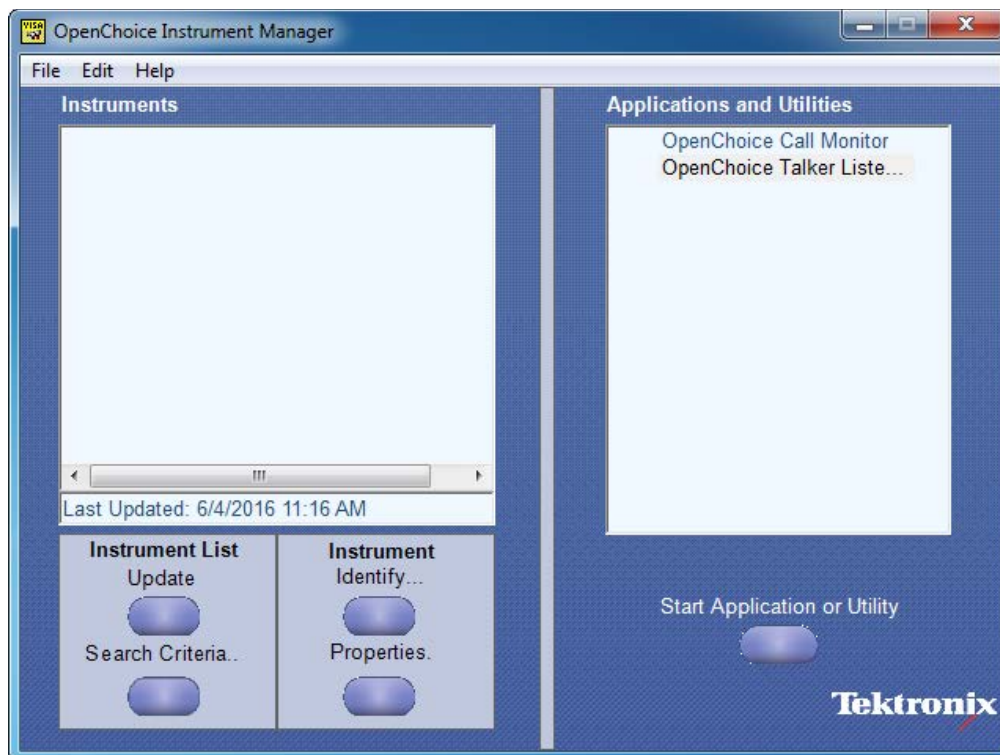 VISA
OpenChoice Instrument Manager
File Edit Help
Instruments
Last Updated: 6/4/2016 11:16 AM
Instrument List
Update
Search Criteria..
Instrument
Identify...
Properties.
Applications and Utilities
OpenChoice Call Monitor
OpenChoice Talker Liste...
Start Application or Utility
Tektronix